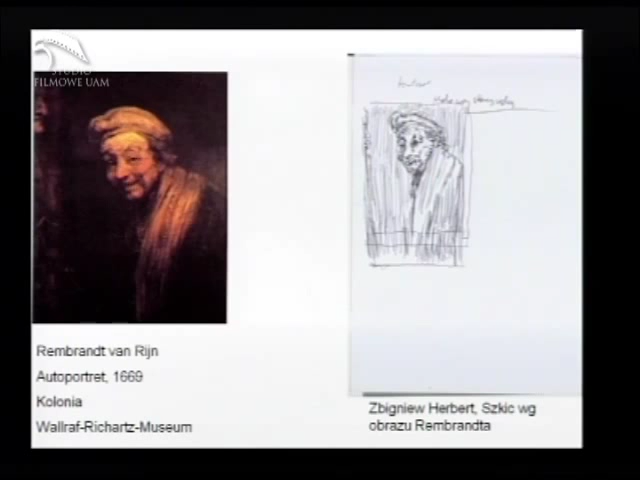 STUDIO
FILMOWE UAM
Rembrandt van Rijn
Autoportret, 1669
Kolonia
Wallraf-Richartz-Museum
Zbigniew Herbert, Szkic wg
obrazu Rembrandta